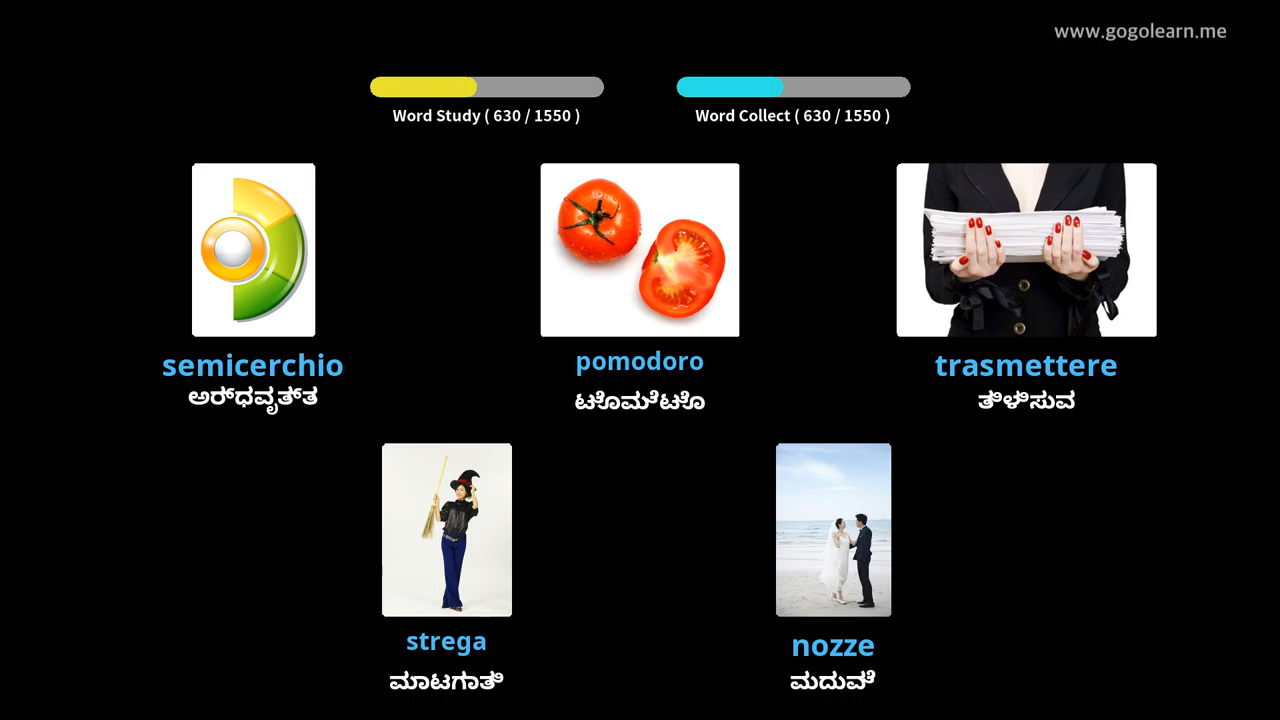 www.gogolearn.me
Word Study ( 630 / 1550 )
Word Collect ( 630 / 1550 )
semicerchio
ಅರ್ಧವೃತ್ತ
pomodoro
ಟೊಮೆಟೊ
trasmettere
ತಿಳಿಸುವ
strega
ಮಾಟಗಾತಿ
nozze
ಮದುವೆ